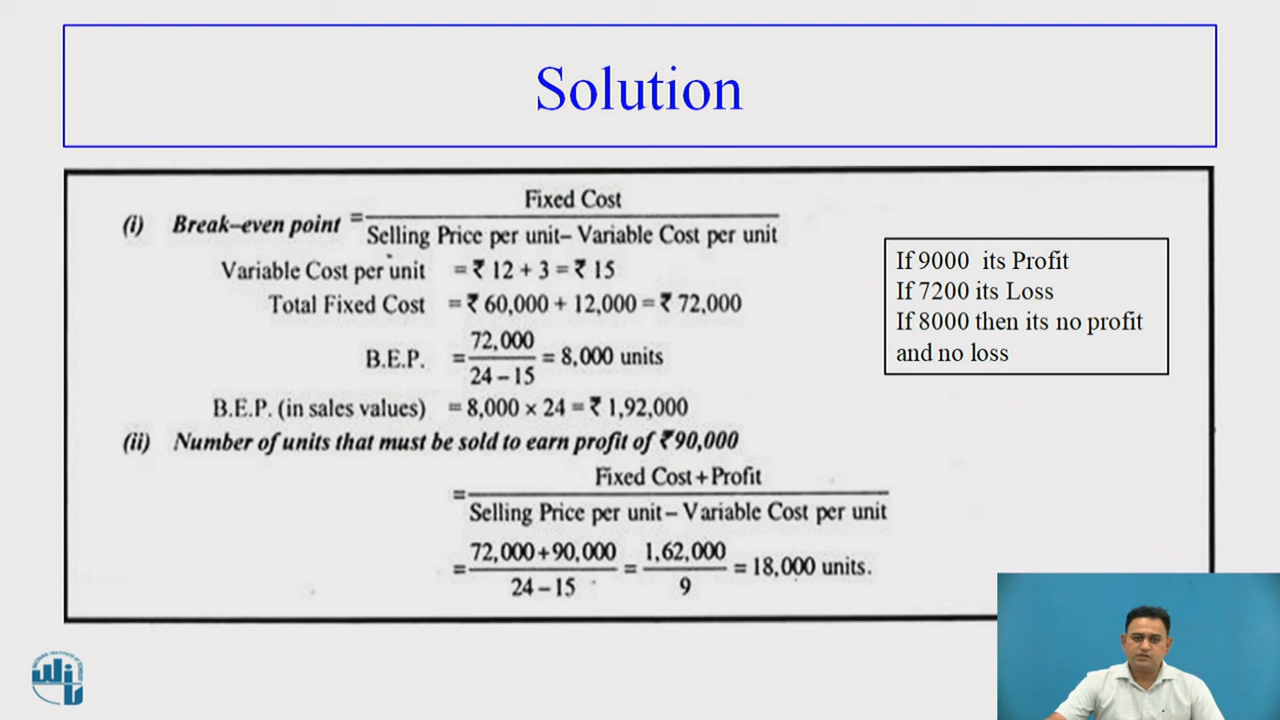 Solution
(i) Break–even point = Fixed Cost
Selling Price per unit– Variable Cost per unit
Variable Cost per unit = ₹ 12 + 3 = ₹ 15
Total Fixed Cost = ₹ 60,000 + 12,000 = ₹ 72,000
B.E.P. = 72,000 / 24 – 15 = 8,000 units
B.E.P. (in sales values) = 8,000 × 24 = ₹ 1,92,000
(ii) Number of units that must be sold to earn profit of ₹90,000
= Fixed Cost+Profit
Selling Price per unit – Variable Cost per unit
= 72,000+90,000 / 24 – 15 = 1,62,000 / 9 = 18,000 units.
If 9000 its Profit
If 7200 its Loss
If 8000 then its no profit
and no loss